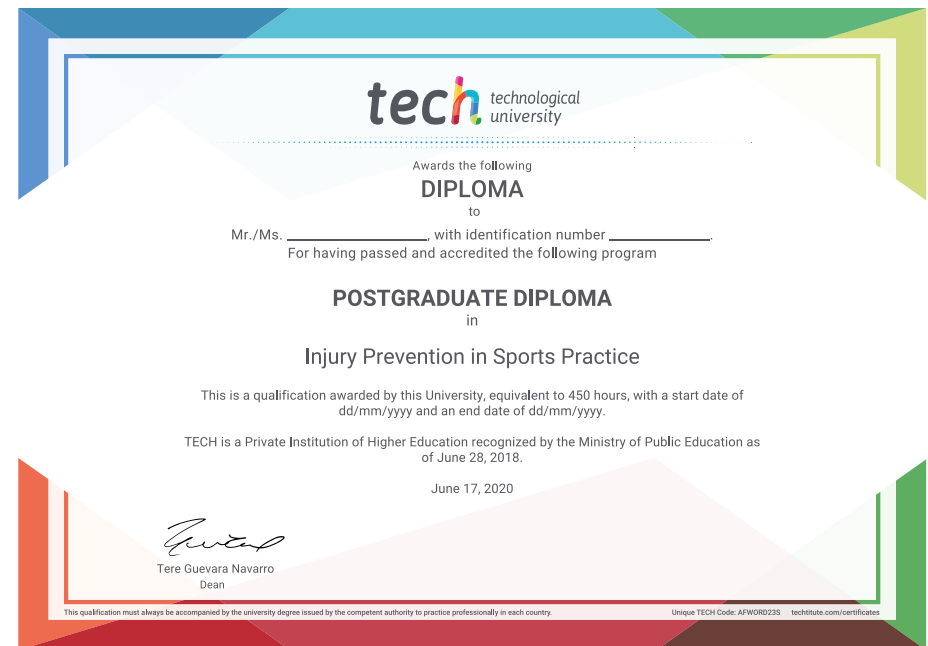 tech technological
university
Awards the following
DIPLOMA
to
Mr./Ms. ____________________, with identification number ______________.
For having passed and accredited the following program
POSTGRADUATE DIPLOMA
in
Injury Prevention in Sports Practice
This is a qualification awarded by this University, equivalent to 450 hours, with a start date of
dd/mm/yyyy and an end date of dd/mm/yyyy.
TECH is a Private Institution of Higher Education recognized by the Ministry of Public Education as
of June 28, 2018.
June 17, 2020
Tere Guevara Navarro
Dean
This qualification must always be accompanied by the university degree issued by the competent authority to practice professionally in each country.
Unique TECH Code: AFWORD23S techtitute.com/certificates